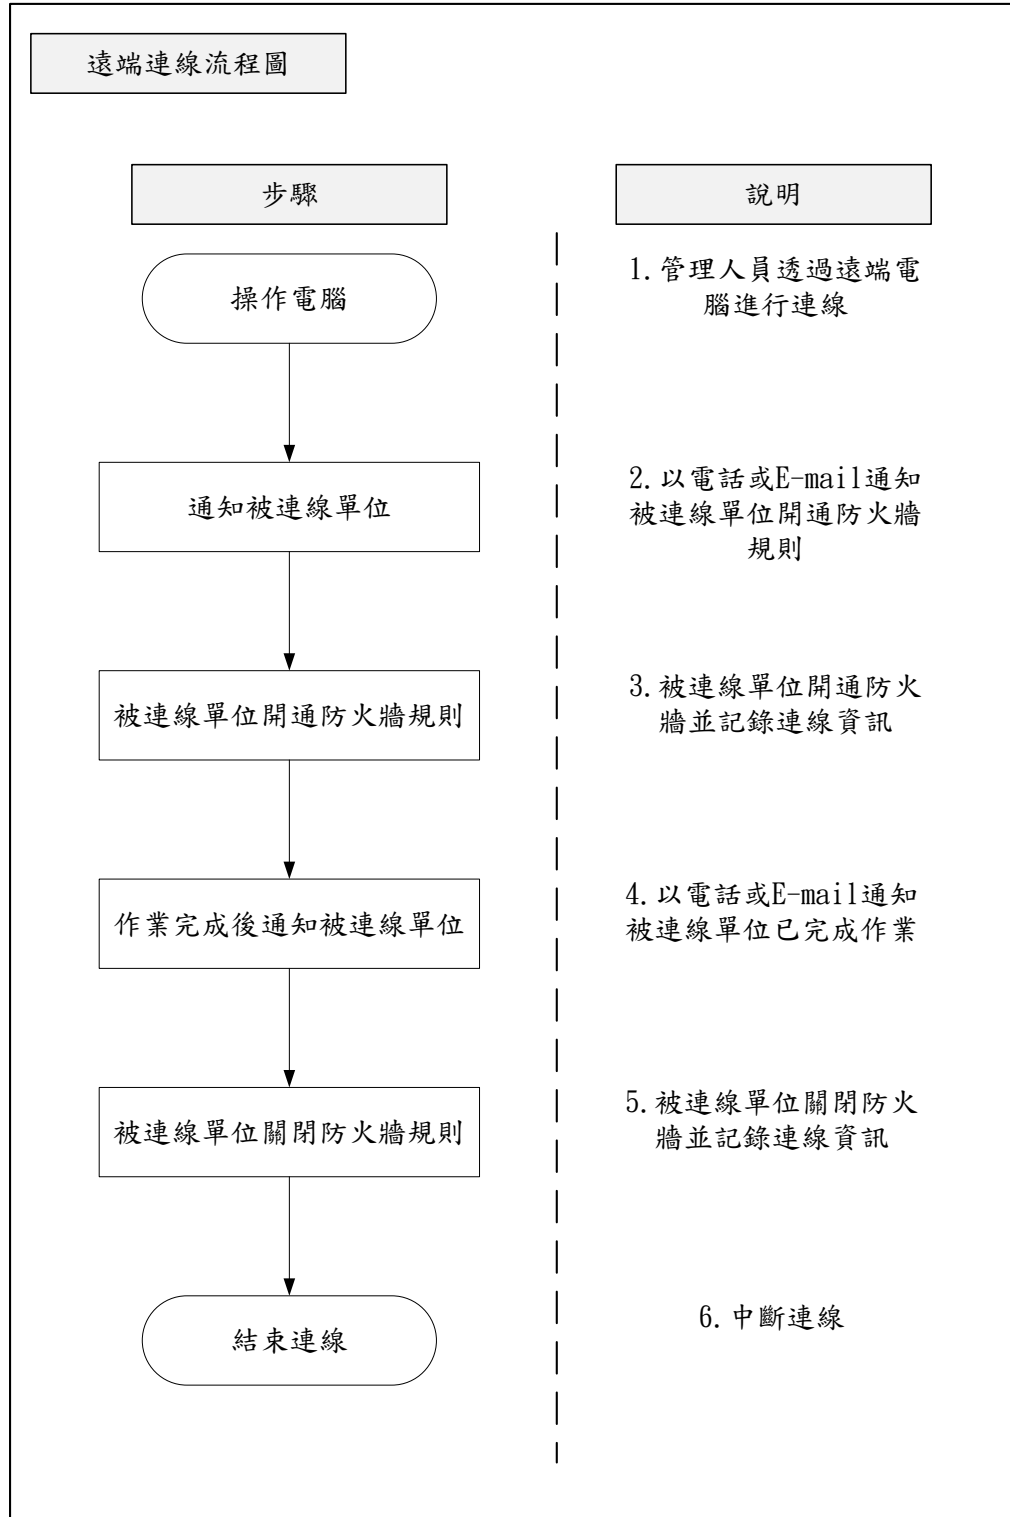 遠端連線流程圖
步驟
說明
操作電腦
1.管理人員透過遠端電
腦進行連線
通知被連線單位
2.以電話或E-mail通知
被連線單位開通防火牆
規則
被連線單位開通防火牆規則
3.被連線單位開通防火
牆並記錄連線資訊
作業完成後通知被連線單位
4.以電話或E-mail通知
被連線單位已完成作業
被連線單位關閉防火牆規則
5.被連線單位關閉防火
牆並記錄連線資訊
結束連線
6.中斷連線